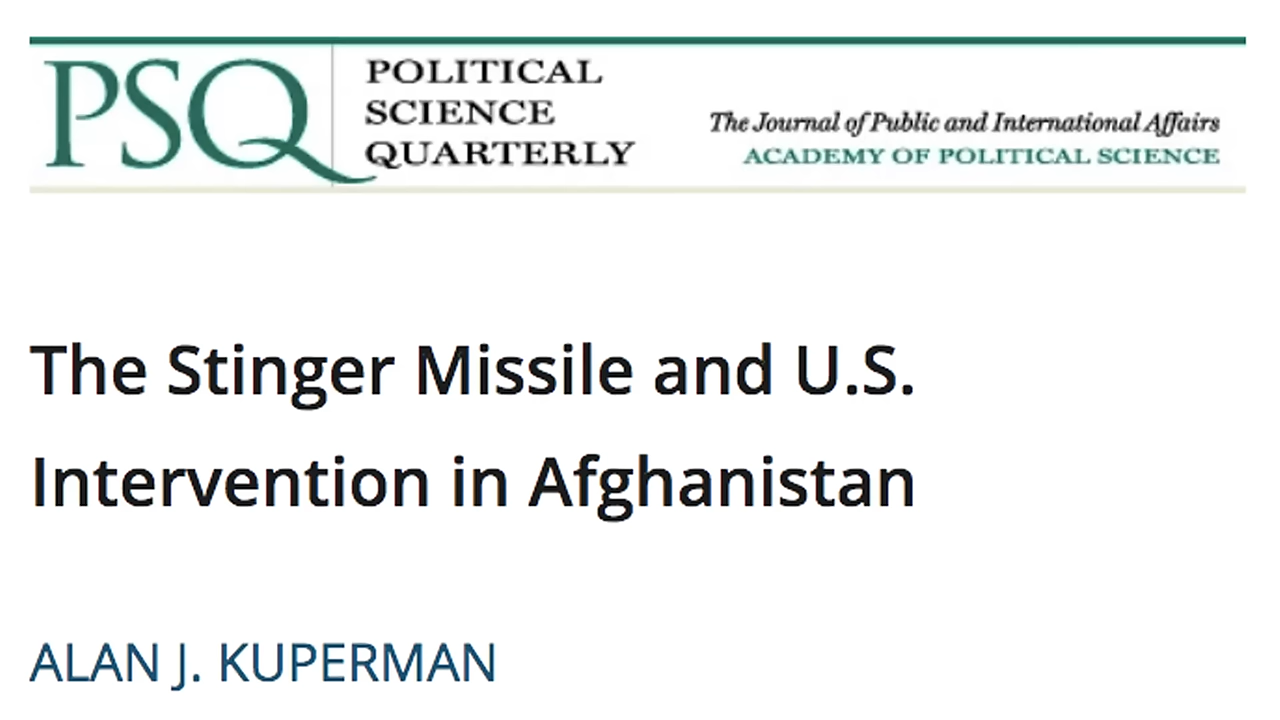 PSQ
POLITICAL
SCIENCE
QUARTERLY
The Journal of Public and International Affairs
ACADEMY OF POLITICAL SCIENCE
The Stinger Missile and U.S.
Intervention in Afghanistan
ALAN J. KUPERMAN